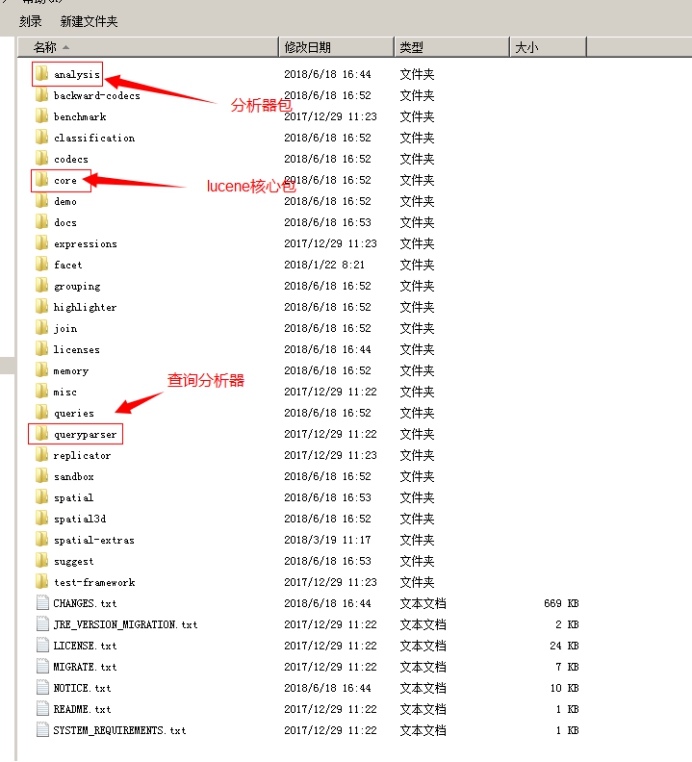 刻录 新建文件夹
名称 修改日期 类型 大小
analysis 2018/6/18 16:44 文件夹
backward-codecs 2018/6/18 16:52 文件夹
分析器包
benchmark 2017/12/29 11:23 文件夹
classification 2018/6/18 16:52 文件夹
codecs 2018/6/18 16:52 文件夹
core 2018/6/18 16:52 文件夹
lucene核心包
demo 2018/6/18 16:52 文件夹
docs 2018/6/18 16:53 文件夹
expressions 2017/12/29 11:23 文件夹
facet 2018/1/22 8:21 文件夹
grouping 2018/6/18 16:52 文件夹
highlighter 2018/6/18 16:52 文件夹
join 2018/6/18 16:52 文件夹
licenses 2018/6/18 16:44 文件夹
memory 2018/6/18 16:52 文件夹
查询分析器
misc 2017/12/29 11:22 文件夹
queries 2018/6/18 16:52 文件夹
queryparser 2017/12/29 11:22 文件夹
replicator 2017/12/29 11:23 文件夹
sandbox 2018/6/18 16:52 文件夹
spatial 2018/6/18 16:53 文件夹
spatial3d 2018/6/18 16:52 文件夹
spatial-extras 2018/3/19 11:17 文件夹
suggest 2018/6/18 16:53 文件夹
test-framework 2017/12/29 11:23 文件夹
CHANGES.txt 2018/6/18 16:44 文本文档 669 KB
JRE_VERSION_MIGRATION.txt 2017/12/29 11:22 文本文档 2 KB
LICENSE.txt 2017/12/29 11:22 文本文档 24 KB
MIGRATE.txt 2017/12/29 11:22 文本文档 7 KB
NOTICE.txt 2018/6/18 16:44 文本文档 10 KB
README.txt 2017/12/29 11:22 文本文档 1 KB
SYSTEM_REQUIREMENTS.txt 2017/12/29 11:22 文本文档 1 KB